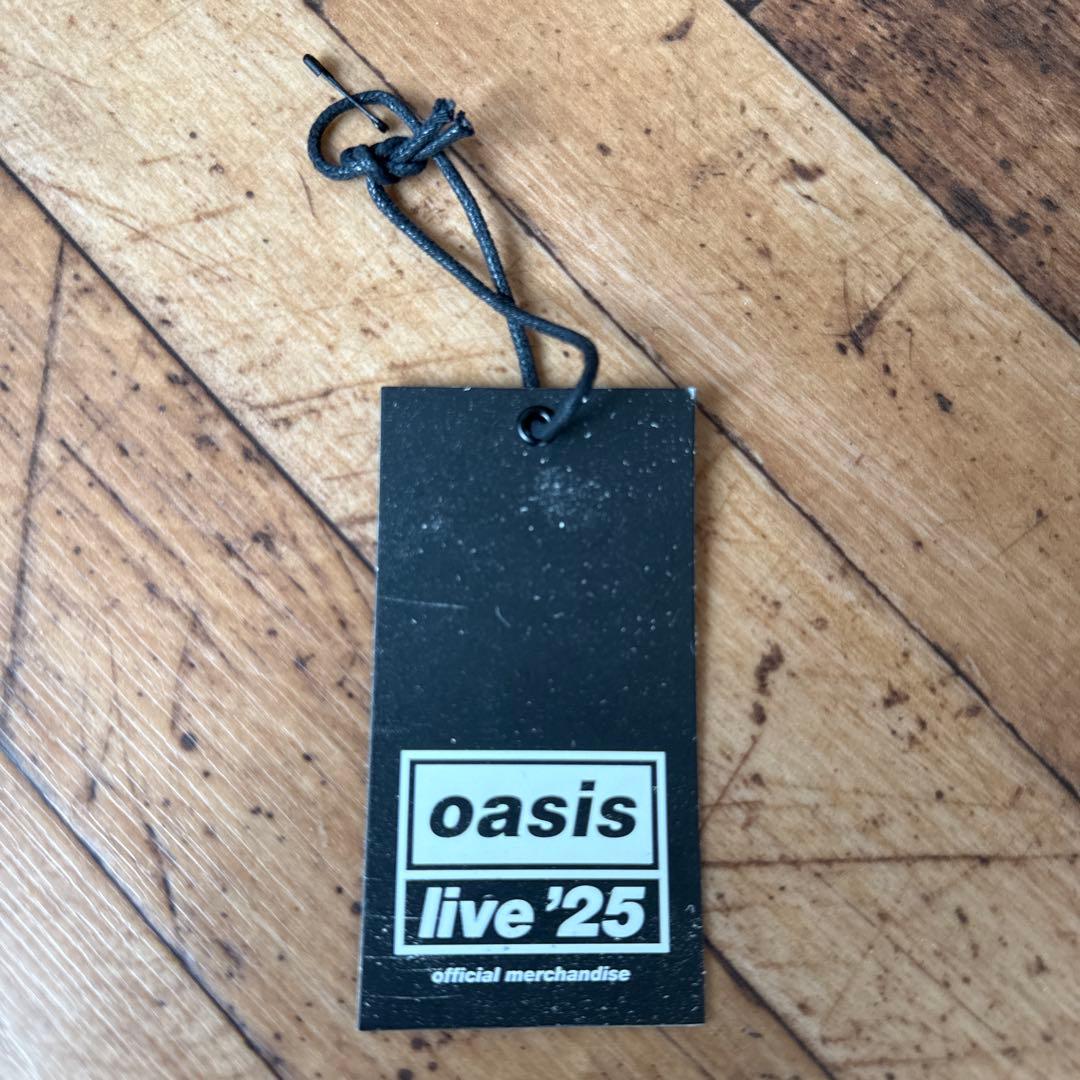 oasis
live ’25
official merchandise